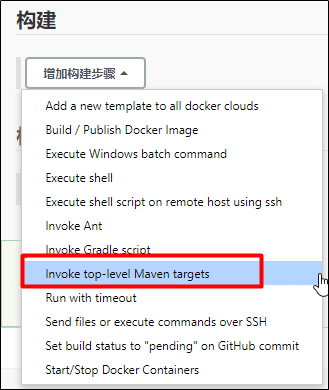 构建
增加构建步骤
Add a new template to all docker clouds
Build / Publish Docker Image
Execute Windows batch command
Execute shell
Execute shell script on remote host using ssh
Invoke Ant
Invoke Gradle script
Invoke top-level Maven targets
Run with timeout
Send files or execute commands over SSH
Set build status to "pending" on GitHub commit
Start/Stop Docker Containers